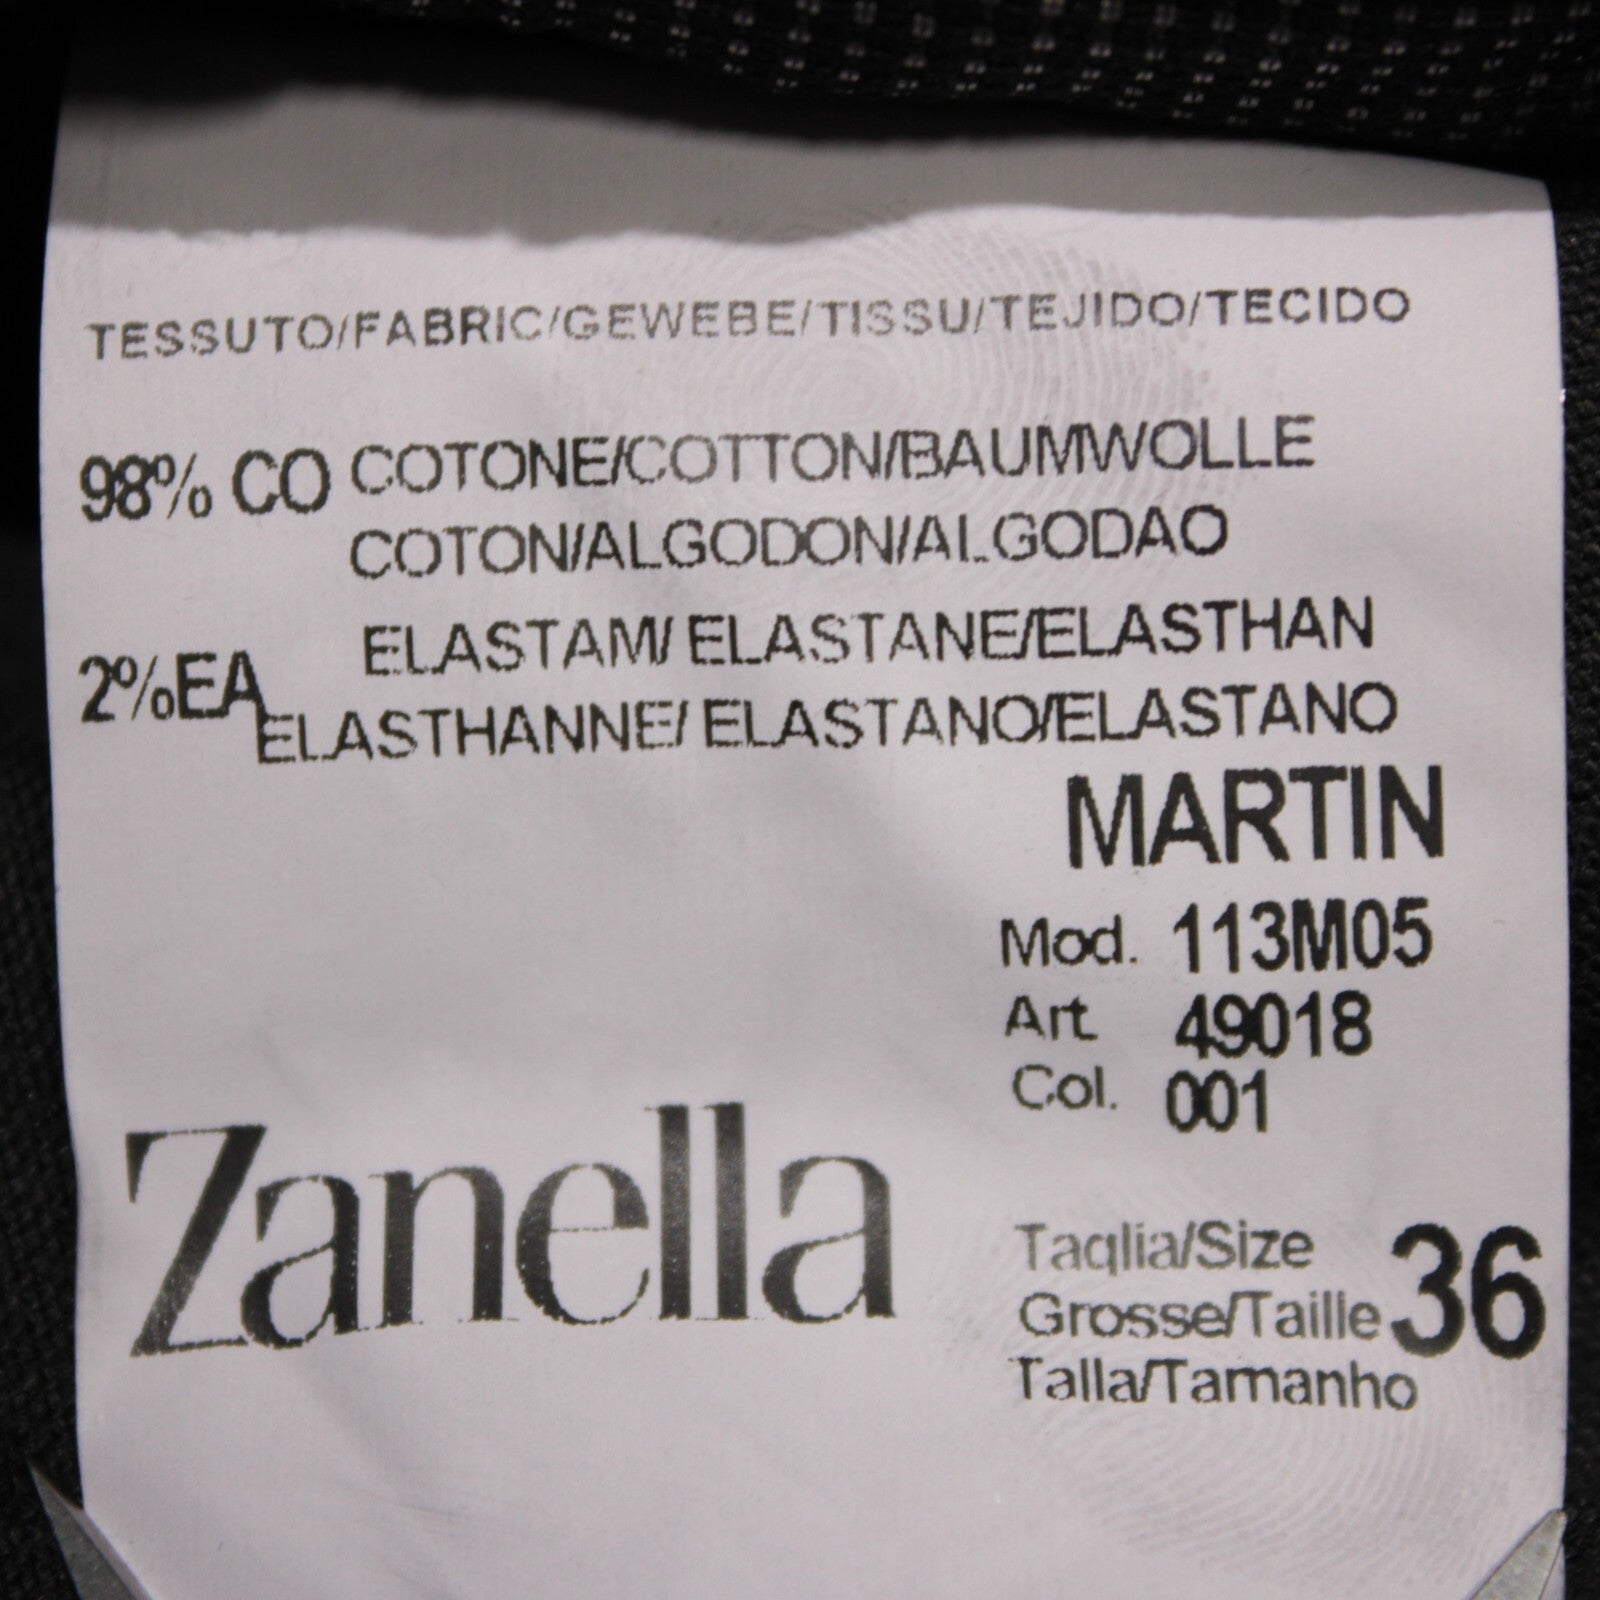 TESSUTO/FABRIC/GEWEBE/TISSU/TEJIDO/TECIDO
98% CO COTONE/COTTON/BAUMWOLLE
COTON/ALGODON/ALGODAO
2%EA ELASTAM/ ELASTANE/ELASTHAN
ELASTHANNE/ ELASTANO/ELASTANO
MARTIN
Mod. 113M05
Art. 49018
Col. 001
Zanella
Taglia/Size
Grosse/Taille 36
Talla/Tamanho